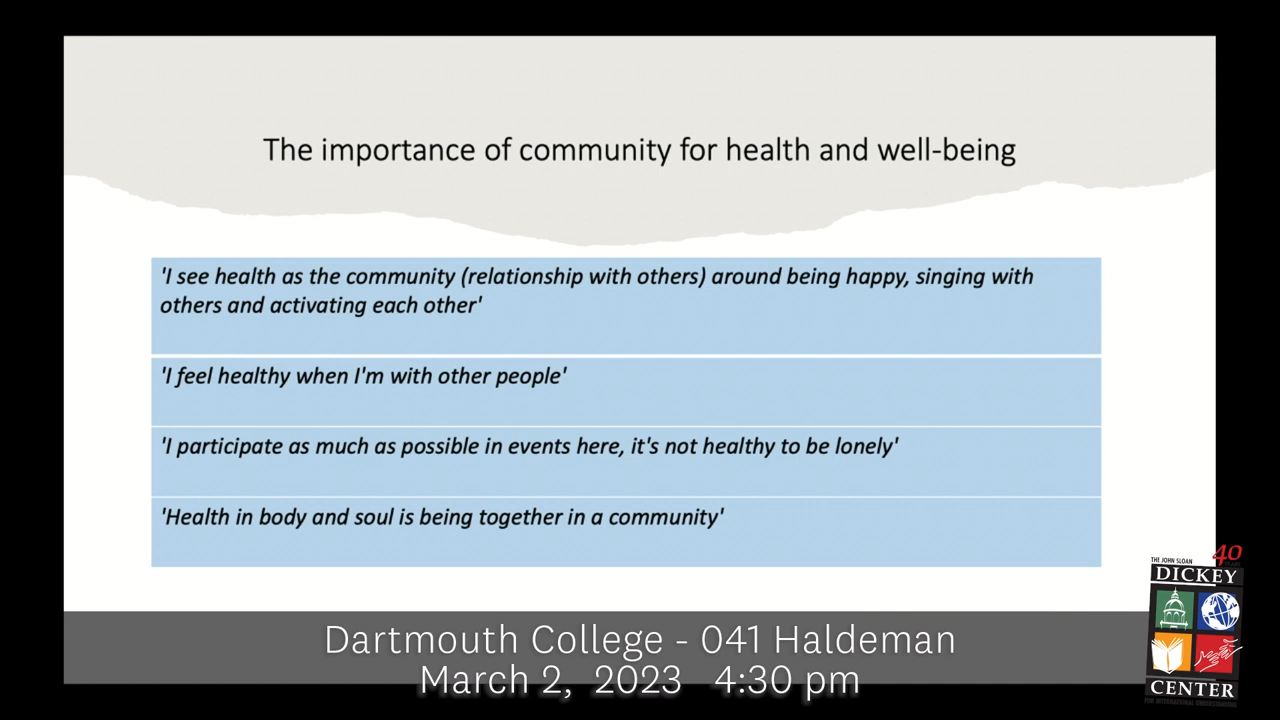 The importance of community for health and well-being
'I see health as the community (relationship with others) around being happy, singing with
others and activating each other'
'I feel healthy when I'm with other people'
'I participate as much as possible in events here, it's not healthy to be lonely'
'Health in body and soul is being together in a community'
Dartmouth College - 041 Haldeman
March 2, 2023 4:30 pm
40
THE JOHN SLOAN
DICKEY
CENTER
FOR INTERNATIONAL UNDERSTANDING